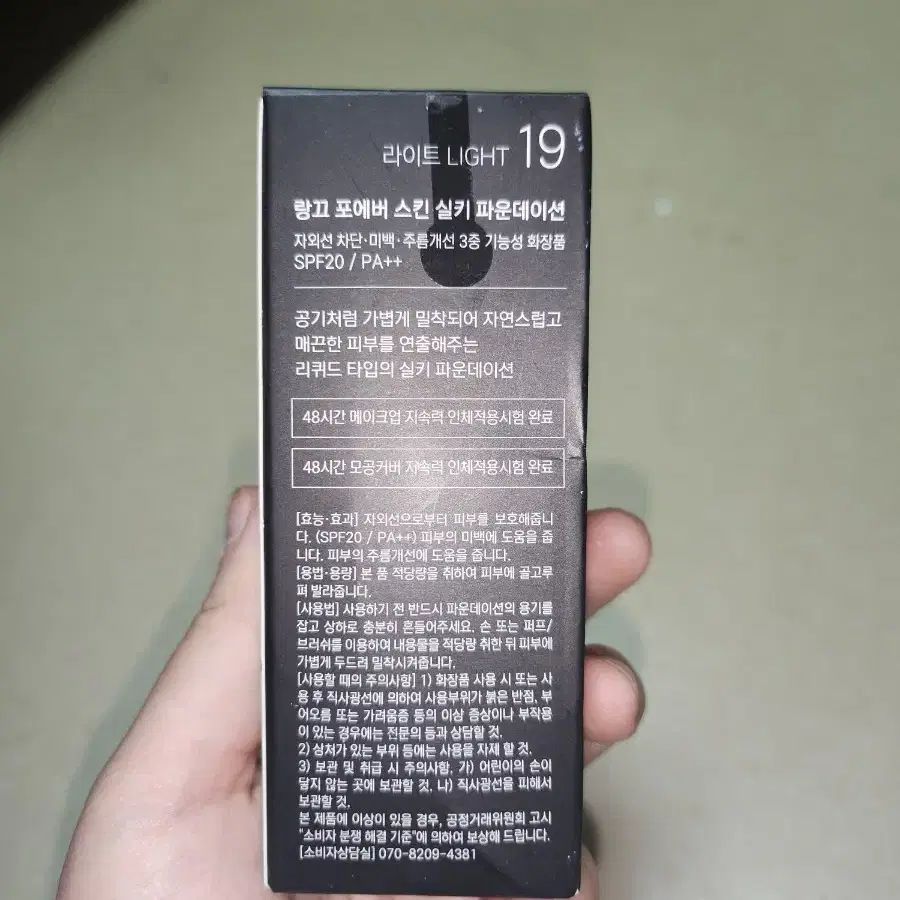 라이트 LIGHT 19
랑끄 포에버 스킨 실키 파운데이션
자외선 차단·미백·주름개선 3중 기능성 화장품
SPF20 / PA++
공기처럼 가볍게 밀착되어 자연스럽고
매끈한 피부를 연출해주는
리퀴드 타입의 실키 파운데이션
48시간 메이크업 지속력 인체적용시험 완료
48시간 모공커버 지속력 인체적용시험 완료
[효능·효과] 자외선으로부터 피부를 보호해줍니
다. (SPF20 / PA++) 피부의 미백에 도움을 줍
니다. 피부의 주름개선에 도움을 줍니다.
[용법·용량] 본 품 적당량을 취하여 피부에 골고루
펴 발라줍니다.
[사용법] 사용하기 전 반드시 파운데이션의 용기를
잡고 상하로 충분히 흔들어주세요. 손 또는 퍼프/
브러쉬를 이용하여 내용물을 적당량 취한 뒤 피부에
가볍게 두드려 밀착시켜줍니다.
[사용할 때의 주의사항] 1) 화장품 사용 시 또는 사
용 후 직사광선에 의하여 사용부위가 붉은 반점, 부
어오름 또는 가려움증 등의 이상 증상이나 부작용
이 있는 경우에는 전문의 등과 상담할 것.
2) 상처가 있는 부위 등에는 사용을 자제 할 것.
3) 보관 및 취급 시 주의사항. 가) 어린이의 손이
닿지 않는 곳에 보관할 것. 나) 직사광선을 피해서
보관할 것.
본 제품에 이상이 있을 경우, 공정거래위원회 고시
"소비자 분쟁 해결 기준"에 의하여 보상해 드립니다.
[소비자상담실] 070-8209-4381